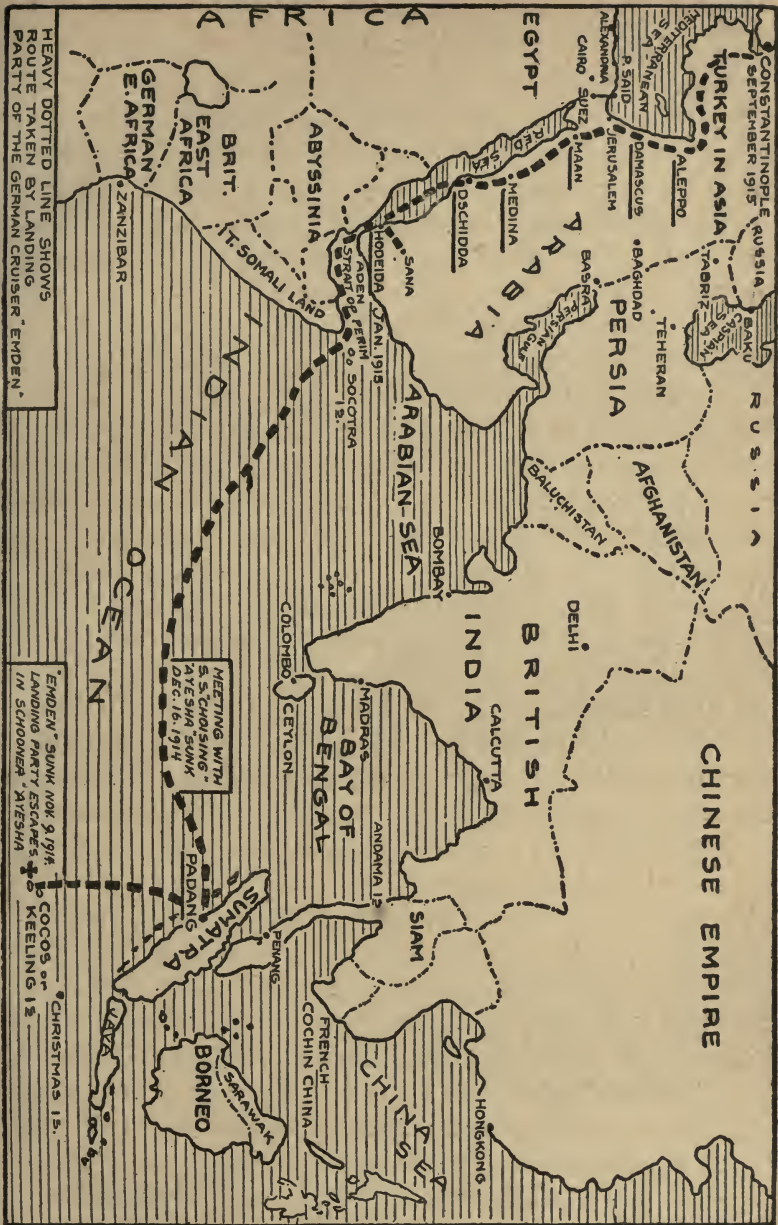 CONSTANTINOPLE
SEPTEMBER 1915
RUSSIA
RUSSIA
BAKU
CASPIAN
SEA
TABRIZ
TURKEY IN ASIA
MEDITERRANEAN
SEA
ALEPPO
DAMASCUS
JERUSALEM
P. SAID
ALEXANDRIA
CAIRO
SUEZ
MAAN
EGYPT
TEHERAN
BAGHDAD
PERSIA
BASRA
PERSIAN
GULF
ARABIA
MEDINA
DSCHIDDA
RED
SEA
SANA
HODEIDA JAN. 1915
ADEN
STRAIT OF PERIM
SOCOTRA
IS.
AFGHANISTAN
BALUCHISTAN
CHINESE EMPIRE
DELHI
BRITISH
INDIA
CALCUTTA
BOMBAY
MADRAS
COLOMBO
CEYLON
ARABIAN-SEA
BAY OF
BENGAL
ANDAMA IS
SIAM
FRENCH
COCHIN CHINA
HONGKONG
CHINA SEA
PENANG
SUMATRA
PADANG
BORNEO
SARAWAK
JAVA
AFRICA
ABYSSINIA
BRIT.
EAST
AFRICA
GERMAN
E. AFRICA
IT. SOMALI LAND
ZANZIBAR
INDIAN OCEAN
MEETING WITH
S.S."CHOISING"
"AYESHA" SUNK
DEC. 16. 1914
"EMDEN" SUNK NOV. 9, 1914.
LANDING PARTY ESCAPES
IN SCHOONER "AYESHA"
COCOS or
KEELING IS.
CHRISTMAS IS.
HEAVY DOTTED LINE SHOWS
ROUTE TAKEN BY LANDING
PARTY OF THE GERMAN CRUISER "EMDEN"